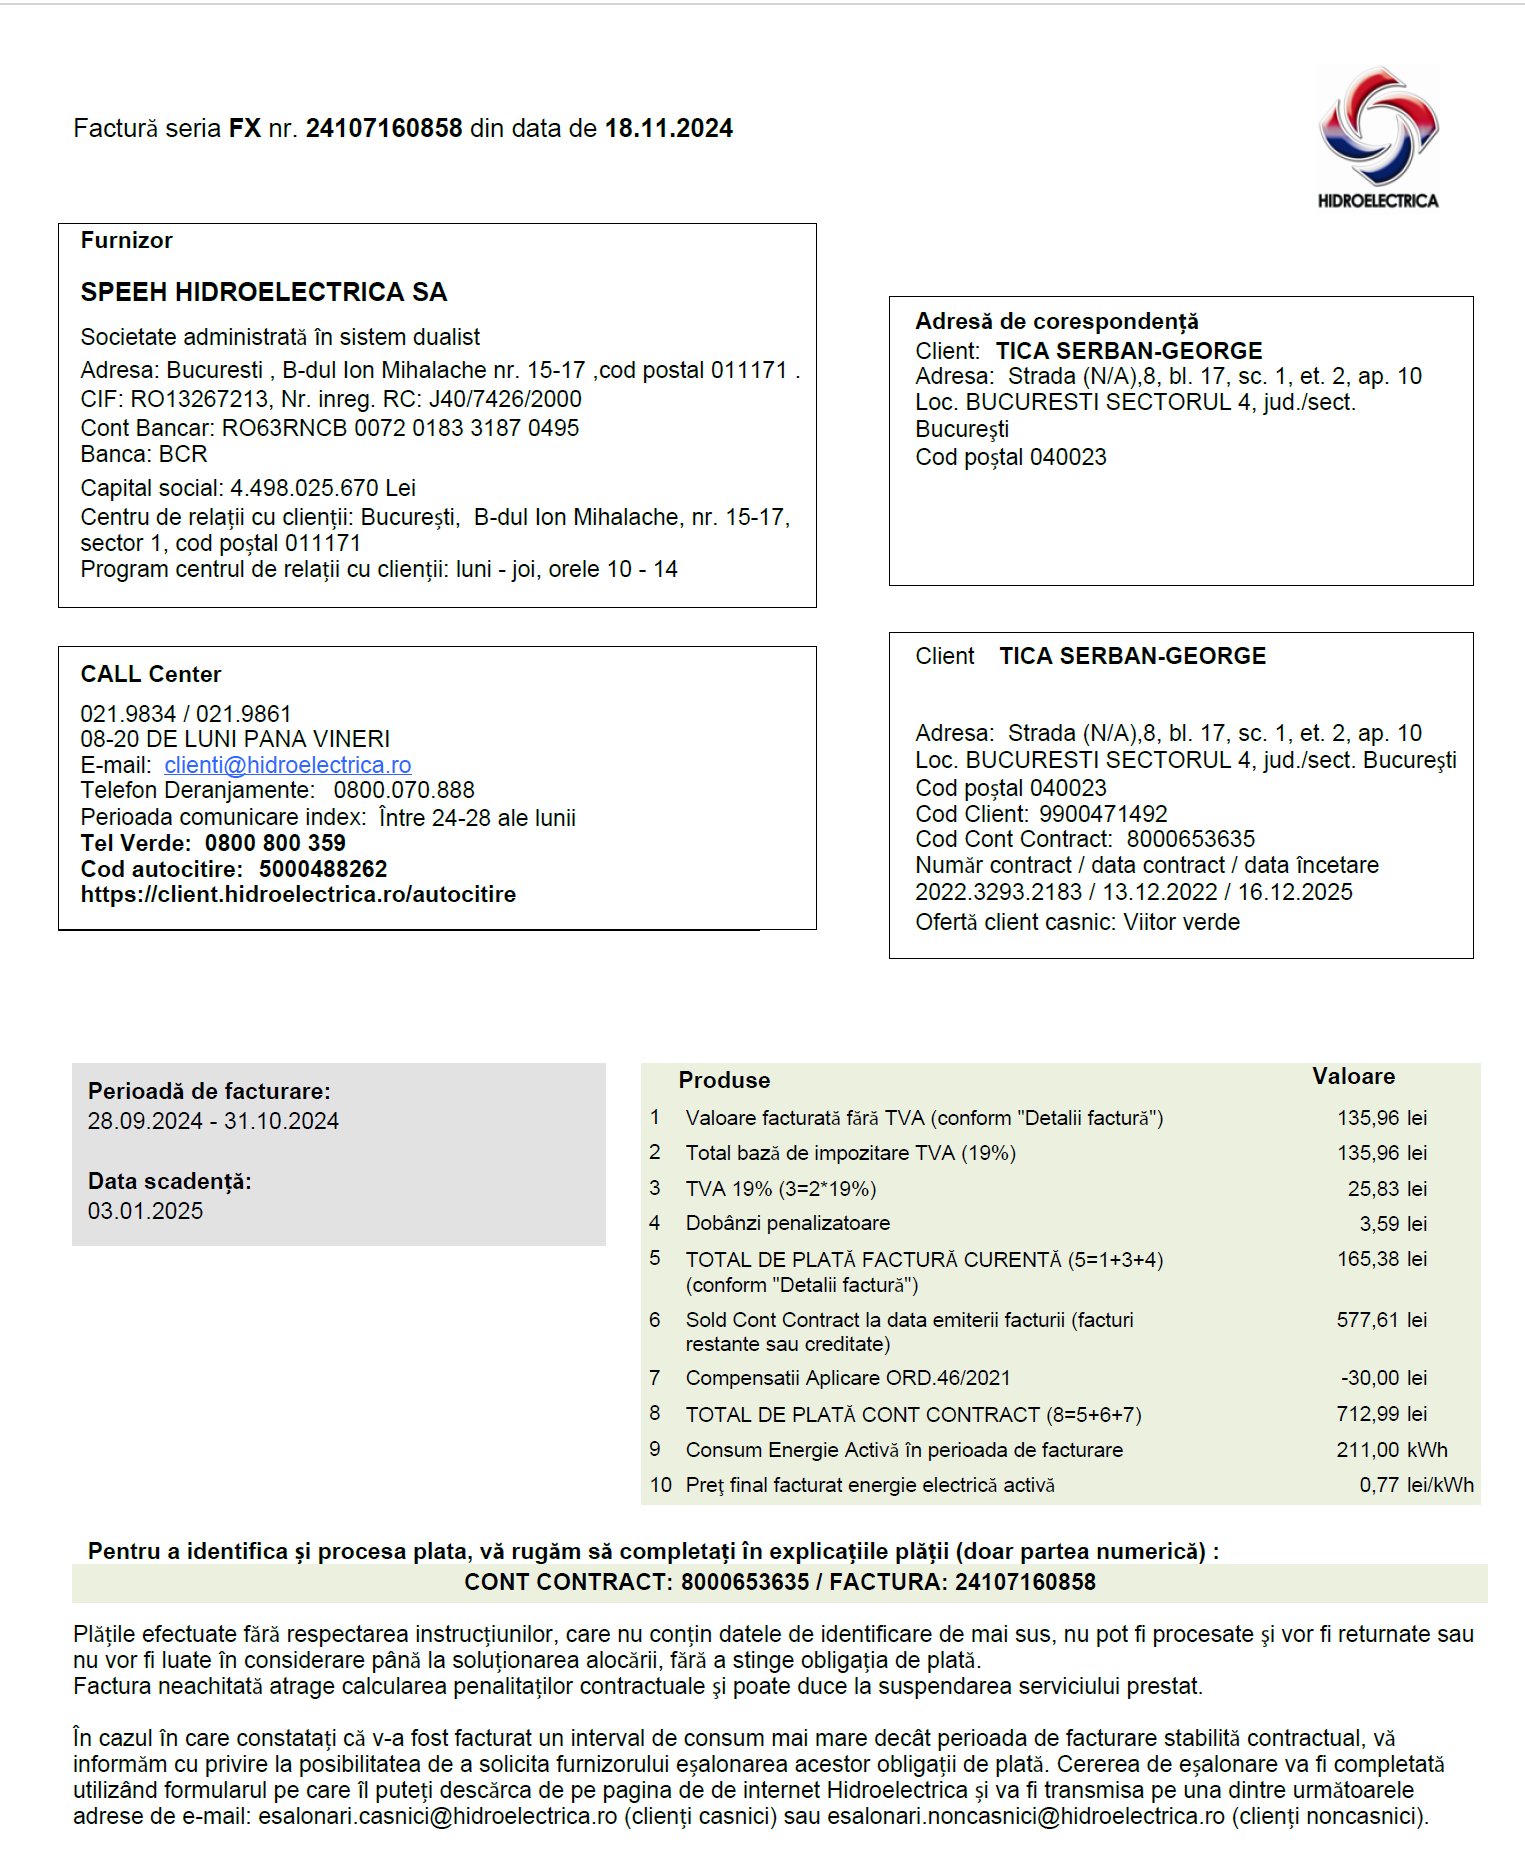 Factură seria FX nr. 24107160858 din data de 18.11.2024
HIDROELECTRICA
Furnizor
SPEEH HIDROELECTRICA SA
Societate administrată în sistem dualist
Adresa: Bucuresti , B-dul Ion Mihalache nr. 15-17 ,cod postal 011171 .
CIF: RO13267213, Nr. inreg. RC: J40/7426/2000
Cont Bancar: RO63RNCB 0072 0183 3187 0495
Banca: BCR
Capital social: 4.498.025.670 Lei
Centru de relații cu clienții: București, B-dul Ion Mihalache, nr. 15-17,
sector 1, cod poștal 011171
Program centrul de relații cu clienții: luni - joi, orele 10 - 14
Adresă de corespondență
Client: TICA SERBAN-GEORGE
Adresa: Strada (N/A),8, bl. 17, sc. 1, et. 2, ap. 10
Loc. BUCURESTI SECTORUL 4, jud./sect.
Bucureşti
Cod poștal 040023
CALL Center
021.9834 / 021.9861
08-20 DE LUNI PANA VINERI
E-mail: clienti@hidroelectrica.ro
Telefon Deranjamente: 0800.070.888
Perioada comunicare index: Între 24-28 ale lunii
Tel Verde: 0800 800 359
Cod autocitire: 5000488262
https://client.hidroelectrica.ro/autocitire
Client TICA SERBAN-GEORGE
Adresa: Strada (N/A),8, bl. 17, sc. 1, et. 2, ap. 10
Loc. BUCURESTI SECTORUL 4, jud./sect. Bucureşti
Cod poștal 040023
Cod Client: 9900471492
Cod Cont Contract: 8000653635
Număr contract / data contract / data încetare
2022.3293.2183 / 13.12.2022 / 16.12.2025
Ofertă client casnic: Viitor verde
Perioadă de facturare:
28.09.2024 - 31.10.2024
Data scadență:
03.01.2025
Produse Valoare
1 Valoare facturată fără TVA (conform "Detalii factură") 135,96 lei
2 Total bază de impozitare TVA (19%) 135,96 lei
3 TVA 19% (3=2*19%) 25,83 lei
4 Dobânzi penalizatoare 3,59 lei
5 TOTAL DE PLATĂ FACTURĂ CURENTĂ (5=1+3+4) 165,38 lei
(conform "Detalii factură")
6 Sold Cont Contract la data emiterii facturii (facturi 577,61 lei
restante sau creditate)
7 Compensatii Aplicare ORD.46/2021 -30,00 lei
8 TOTAL DE PLATĂ CONT CONTRACT (8=5+6+7) 712,99 lei
9 Consum Energie Activă în perioada de facturare 211,00 kWh
10 Preţ final facturat energie electrică activă 0,77 lei/kWh
Pentru a identifica și procesa plata, vă rugăm să completați în explicațiile plății (doar partea numerică) :
CONT CONTRACT: 8000653635 / FACTURA: 24107160858
Plățile efectuate fără respectarea instrucțiunilor, care nu conțin datele de identificare de mai sus, nu pot fi procesate şi vor fi returnate sau
nu vor fi luate în considerare până la soluționarea alocării, fără a stinge obligația de plată.
Factura neachitată atrage calcularea penalitaților contractuale şi poate duce la suspendarea serviciului prestat.
În cazul în care constatați că v-a fost facturat un interval de consum mai mare decât perioada de facturare stabilită contractual, vă
informăm cu privire la posibilitatea de a solicita furnizorului eșalonarea acestor obligații de plată. Cererea de eșalonare va fi completată
utilizând formularul pe care îl puteți descărca de pe pagina de de internet Hidroelectrica și va fi transmisa pe una dintre următoarele
adrese de e-mail: esalonari.casnici@hidroelectrica.ro (clienți casnici) sau esalonari.noncasnici@hidroelectrica.ro (clienți noncasnici).